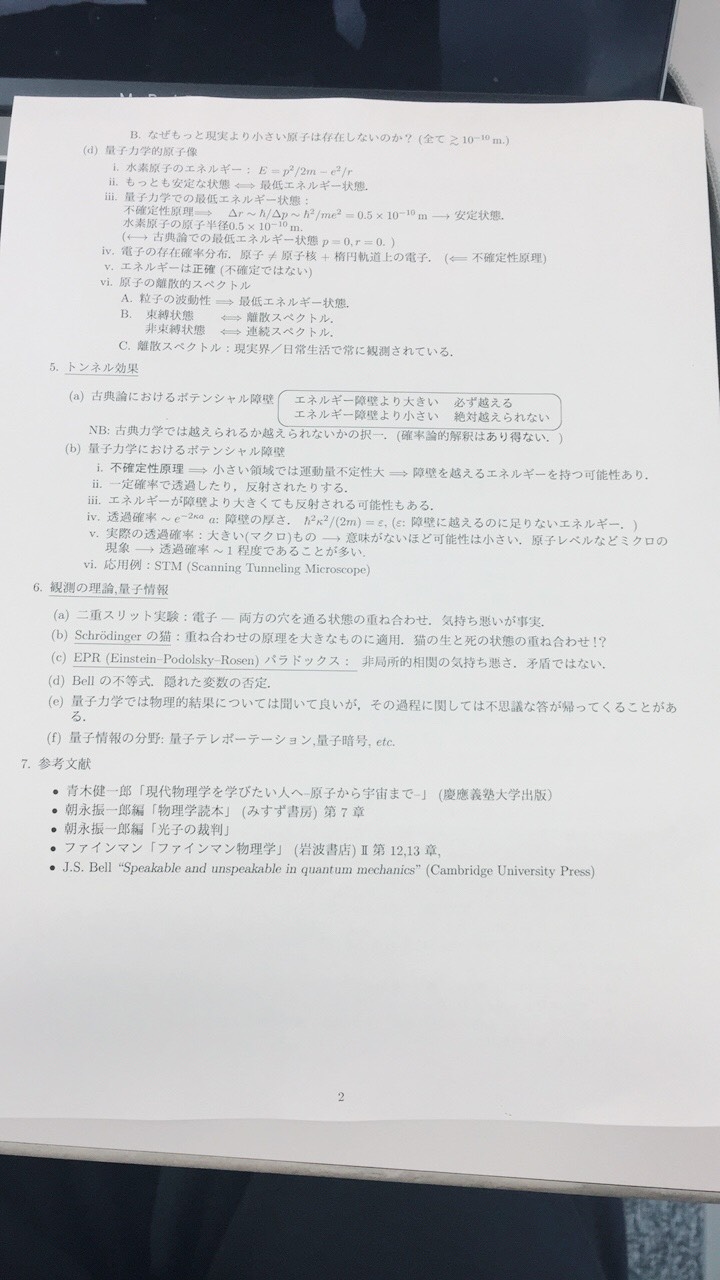 B. なぜもっと現実より小さい原子は存在しないのか? (全て ≳ 10⁻¹⁰ m.)
(d) 量子力学的原子像
i. 水素原子のエネルギー: E = p²/2m − e²/r
ii. もっとも安定な状態 ⟺ 最低エネルギー状態.
iii. 量子力学での最低エネルギー状態:
不確定性原理⟹ Δr ∼ ħ/Δp ∼ ħ²/me² = 0.5 × 10⁻¹⁰ m ⟶ 安定状態.
水素原子の原子半径0.5 × 10⁻¹⁰ m.
(⟷ 古典論での最低エネルギー状態 p = 0, r = 0. )
iv. 電子の存在確率分布. 原子 ≠ 原子核 + 楕円軌道上の電子. (⟸ 不確定性原理)
v. エネルギーは正確 (不確定ではない)
vi. 原子の離散的スペクトル
A. 粒子の波動性 ⟹ 最低エネルギー状態.
B. 束縛状態 ⟺ 離散スペクトル.
非束縛状態 ⟺ 連続スペクトル.
C. 離散スペクトル:現実界/日常生活で常に観測されている.
5. トンネル効果
(a) 古典論におけるポテンシャル障壁 エネルギー障壁より大きい 必ず越える
エネルギー障壁より小さい 絶対越えられない
NB: 古典力学では越えられるか越えられないかの択一. (確率論的解釈はあり得ない. )
(b) 量子力学におけるポテンシャル障壁
i. 不確定性原理 ⟹ 小さい領域では運動量不定性大 ⟹ 障壁を越えるエネルギーを持つ可能性あり.
ii. 一定確率で透過したり, 反射されたりする.
iii. エネルギーが障壁より大きくても反射される可能性もある.
iv. 透過確率 ∼ e⁻²κᵃ a: 障壁の厚さ. ħ²κ²/(2m) = ε, (ε: 障壁に越えるのに足りないエネルギー. )
v. 実際の透過確率:大きい(マクロ)もの ⟶ 意味がないほど可能性は小さい. 原子レベルなどミクロの
現象 ⟶ 透過確率 ∼ 1 程度であることが多い.
vi. 応用例:STM (Scanning Tunneling Microscope)
6. 観測の理論,量子情報
(a) 二重スリット実験:電子 — 両方の穴を通る状態の重ね合わせ. 気持ち悪いが事実.
(b) Schrödinger の猫:重ね合わせの原理を大きなものに適用. 猫の生と死の状態の重ね合わせ!?
(c) EPR (Einstein–Podolsky–Rosen) パラドックス: 非局所的相関の気持ち悪さ. 矛盾ではない.
(d) Bell の不等式. 隠れた変数の否定.
(e) 量子力学では物理的結果については聞いて良いが, その過程に関しては不思議な答が帰ってくることがあ
る.
(f) 量子情報の分野: 量子テレポーテーション,量子暗号, etc.
7. 参考文献
• 青木健一郎「現代物理学を学びたい人へ–原子から宇宙まで–」 (慶應義塾大学出版)
• 朝永振一郎編「物理学読本」 (みすず書房) 第 7 章
• 朝永振一郎編「光子の裁判」
• ファインマン「ファインマン物理学」 (岩波書店) Ⅱ 第 12,13 章,
• J.S. Bell "Speakable and unspeakable in quantum mechanics" (Cambridge University Press)
2